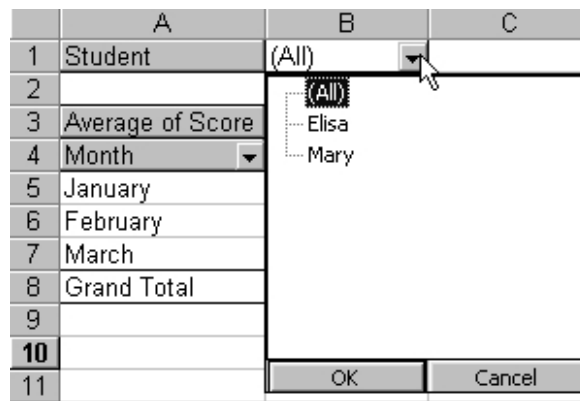 A B C
1 Student (All)
2 (All)
3 Average of Score Elisa
4 Month Mary
5 January
6 February
7 March
8 Grand Total
9
10 OK Cancel
11